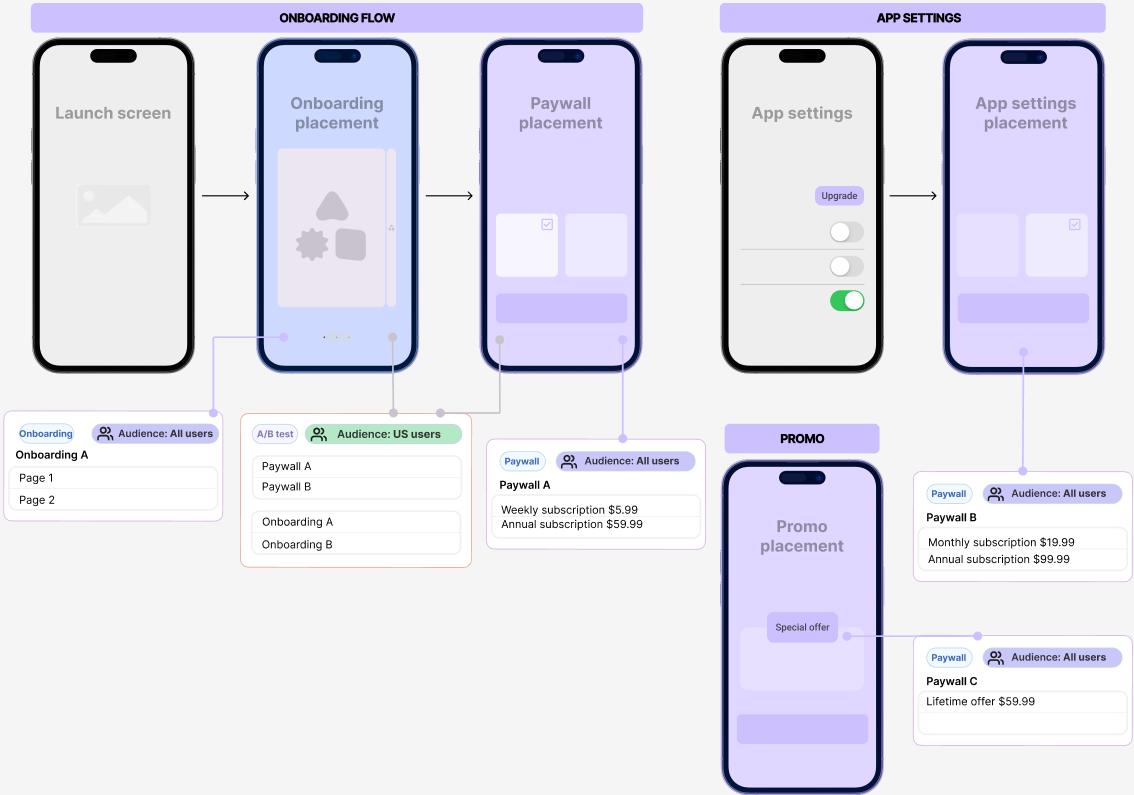 ONBOARDING FLOW
APP SETTINGS
Launch screen
Onboarding
placement
Paywall
placement
App settings
Upgrade
App settings
placement
Onboarding
Audience: All users
Onboarding A
Page 1
Page 2
A/B test
Audience: US users
Paywall A
Paywall B
Onboarding A
Onboarding B
Paywall
Audience: All users
Paywall A
Weekly subscription $5.99
Annual subscription $59.99
PROMO
Promo
placement
Special offer
Paywall
Audience: All users
Paywall B
Monthly subscription $19.99
Annual subscription $99.99
Paywall
Audience: All users
Paywall C
Lifetime offer $59.99